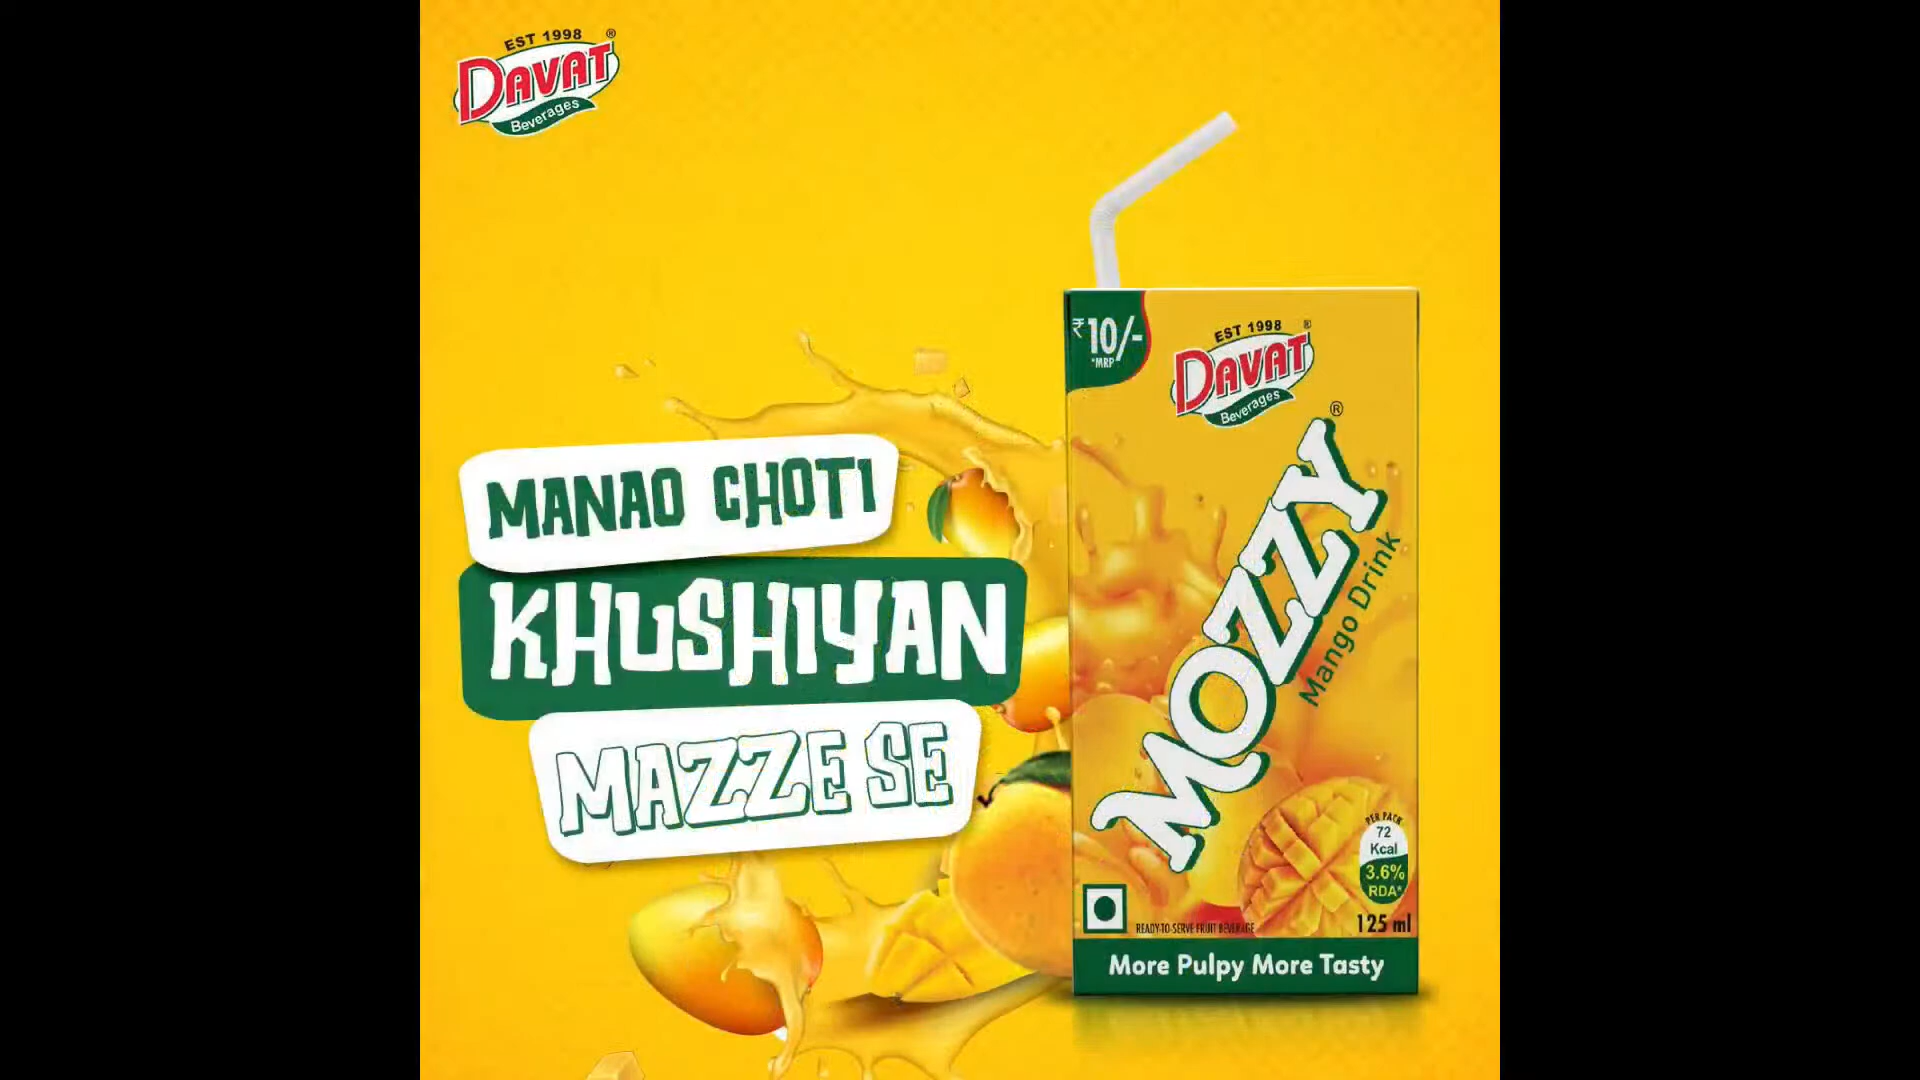 EST 1998 ®
DAVAT
Beverages
MANAO CHOTI
KHUSHIYAN
MAZZE SE
₹10/-
*MRP
EST 1998 ®
DAVAT
Beverages
MOZZY®
Mango Drink
PER PACK
72
Kcal
3.6%
RDA*
READY-TO-SERVE FRUIT BEVERAGE
125 ml
More Pulpy More Tasty